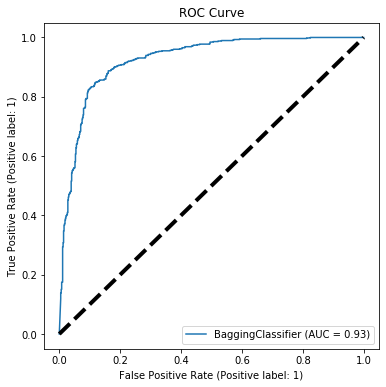 ROC Curve
True Positive Rate (Positive label: 1)
1.0
0.8
0.6
0.4
0.2
0.0
BaggingClassifier (AUC = 0.93)
0.0 0.2 0.4 0.6 0.8 1.0
False Positive Rate (Positive label: 1)